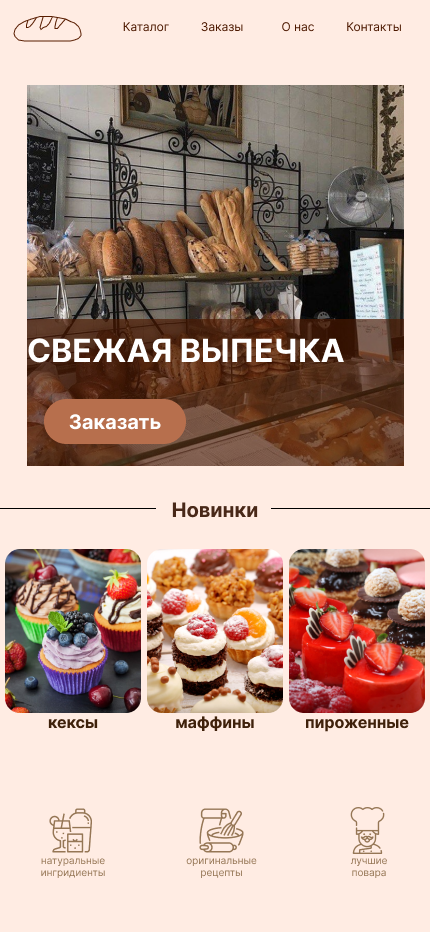 Каталог Заказы О нас Контакты
СВЕЖАЯ ВЫПЕЧКА
Заказать
Новинки
кексы маффины пироженные
натуральные оригинальные лучшие
ингридиенты рецепты повара